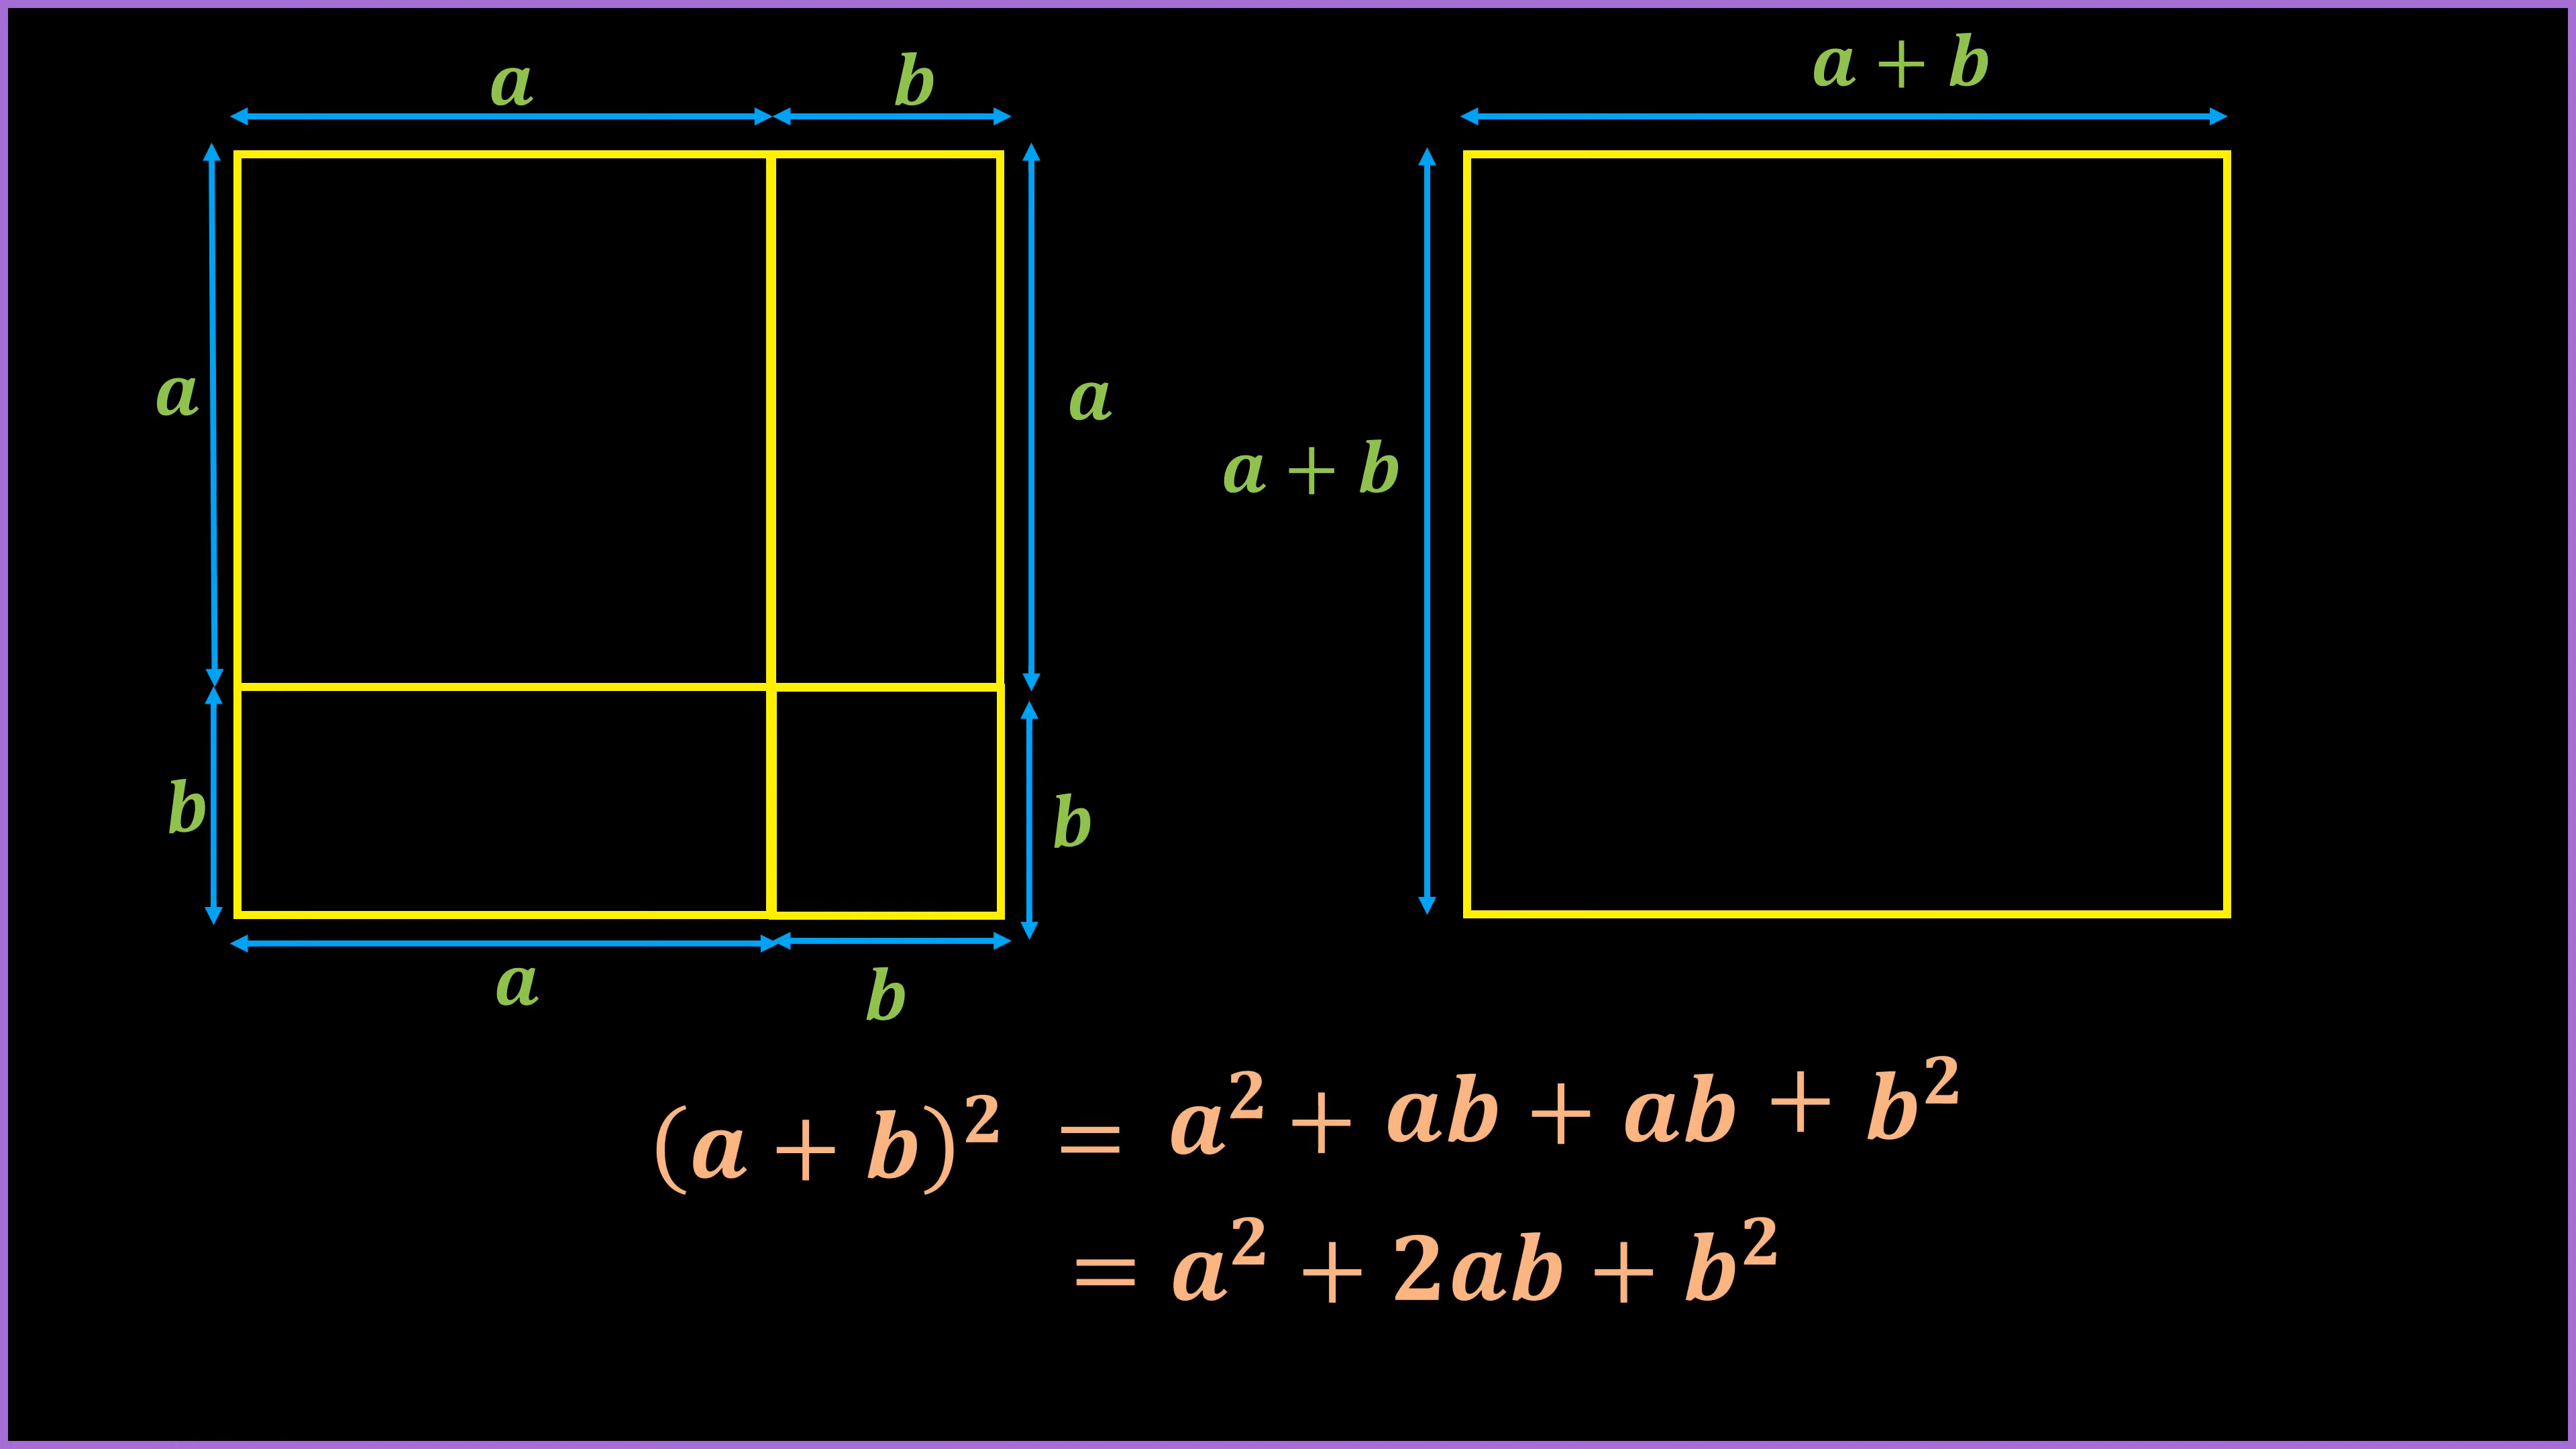 a b
a + b
a
a
a + b
b
b
a
b
(a + b)² = a² + ab + ab + b²
= a² + 2ab + b²